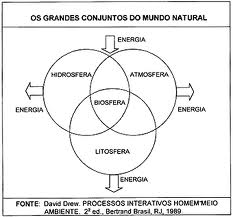 OS GRANDES CONJUNTOS DO MUNDO NATURAL
ENERGIA
HIDROSFERA
ATMOSFERA
BIOSFERA
ENERGIA
ENERGIA
LITOSFERA
ENERGIA
FONTE: David Drew. PROCESSOS INTERATIVOS HOMEM'MEIO
AMBIENTE. 2ª ed., Bertrand Brasil, RJ, 1989